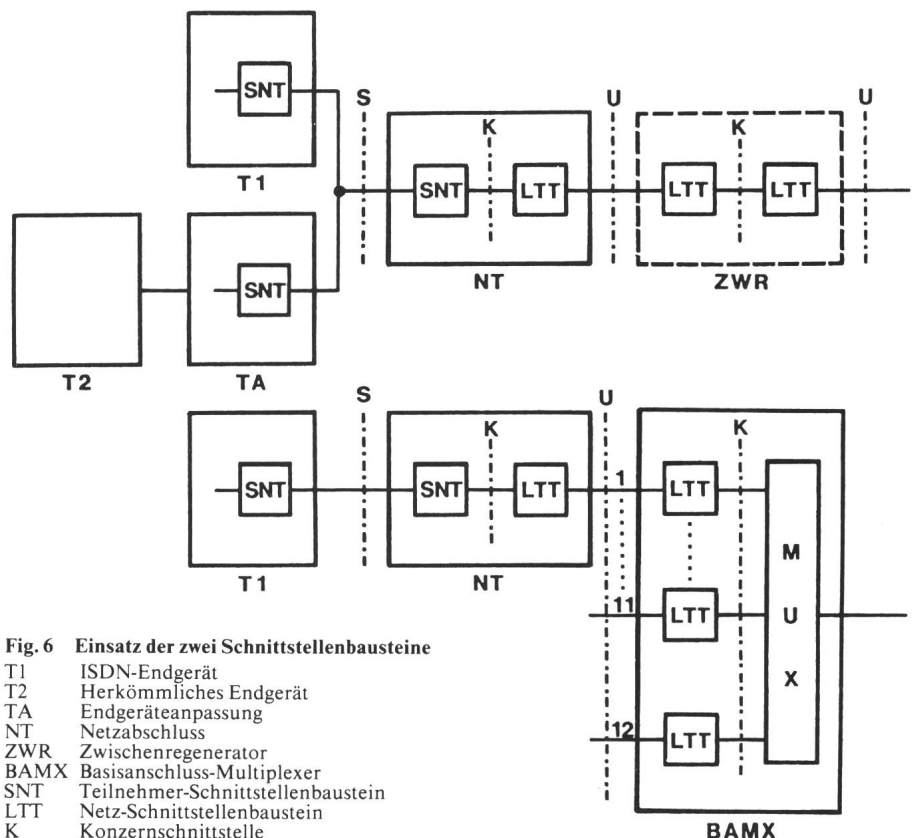 SNT
T1
S
K
SNT
LTT
NT
U
K
LTT
LTT
ZWR
U
T2
SNT
TA
SNT
T1
S
K
SNT
LTT
NT
U
1
11
12
K
LTT
LTT
LTT
M
U
X
BAMX
Fig. 6 Einsatz der zwei Schnittstellenbausteine
T1 ISDN-Endgerät
T2 Herkömmliches Endgerät
TA Endgeräteanpassung
NT Netzabschluss
ZWR Zwischenregenerator
BAMX Basisanschluss-Multiplexer
SNT Teilnehmer-Schnittstellenbaustein
LTT Netz-Schnittstellenbaustein
K Konzernschnittstelle